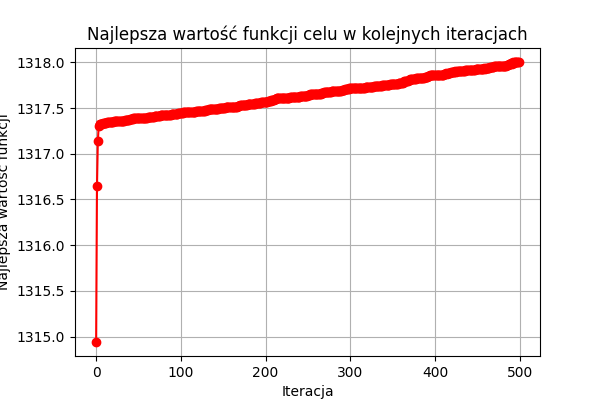 Najlepsza wartość funkcji celu w kolejnych iteracjach
Najlepsza wartość funkcji
1318.0
1317.5
1317.0
1316.5
1316.0
1315.5
1315.0
0 100 200 300 400 500
Iteracja